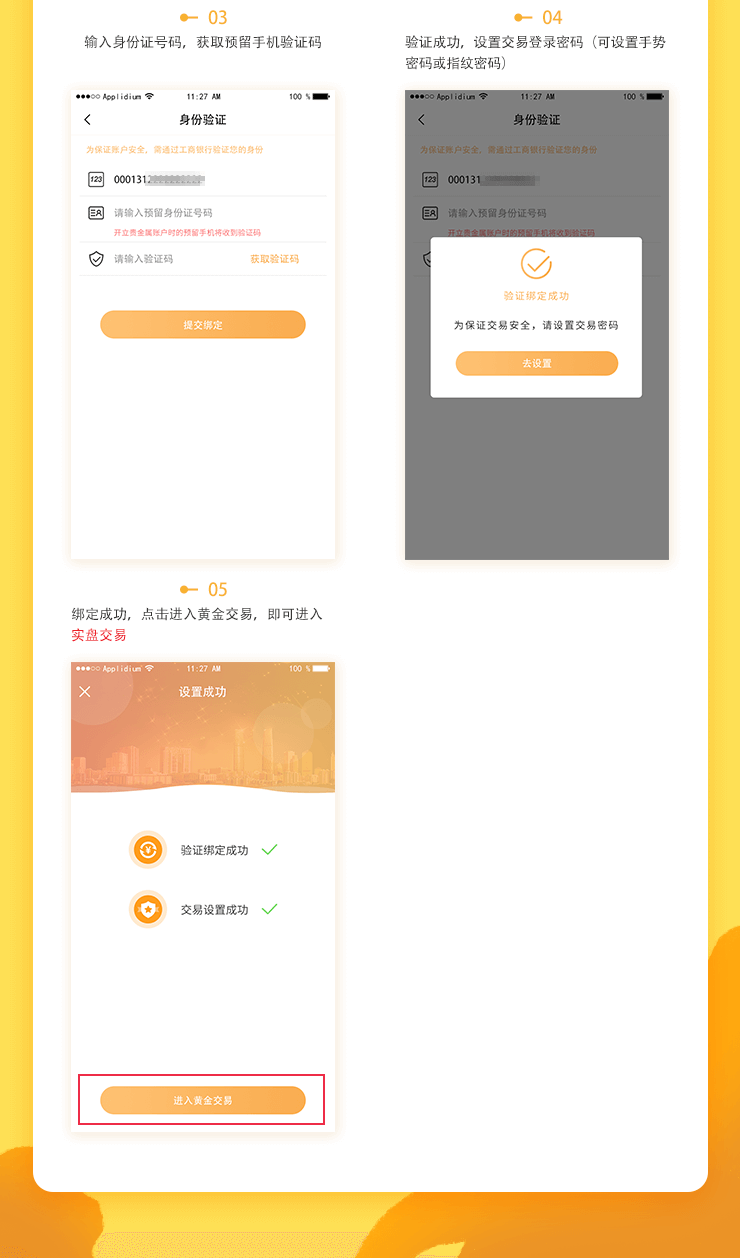 03
输入身份证号码，获取预留手机验证码
Applidium 11:27 AM 100 %
身份验证
为保证账户安全，需通过工商银行验证您的身份
123 000131
请输入预留身份证号码
开立贵金属账户时的预留手机将收到验证码
请输入验证码 获取验证码
提交绑定
04
验证成功，设置交易登录密码（可设置手势
密码或指纹密码）
Applidium 11:27 AM 100 %
身份验证
为保证账户安全，需通过工商银行验证您的身份
123 000131
请输入预留身份证号码
开立贵金属账户时的预留手机将收到验证码
验证绑定成功
为保证交易安全，请设置交易密码
去设置
05
绑定成功，点击进入黄金交易，即可进入
实盘交易
Applidium 11:27 AM 100 %
设置成功
验证绑定成功
交易设置成功
进入黄金交易